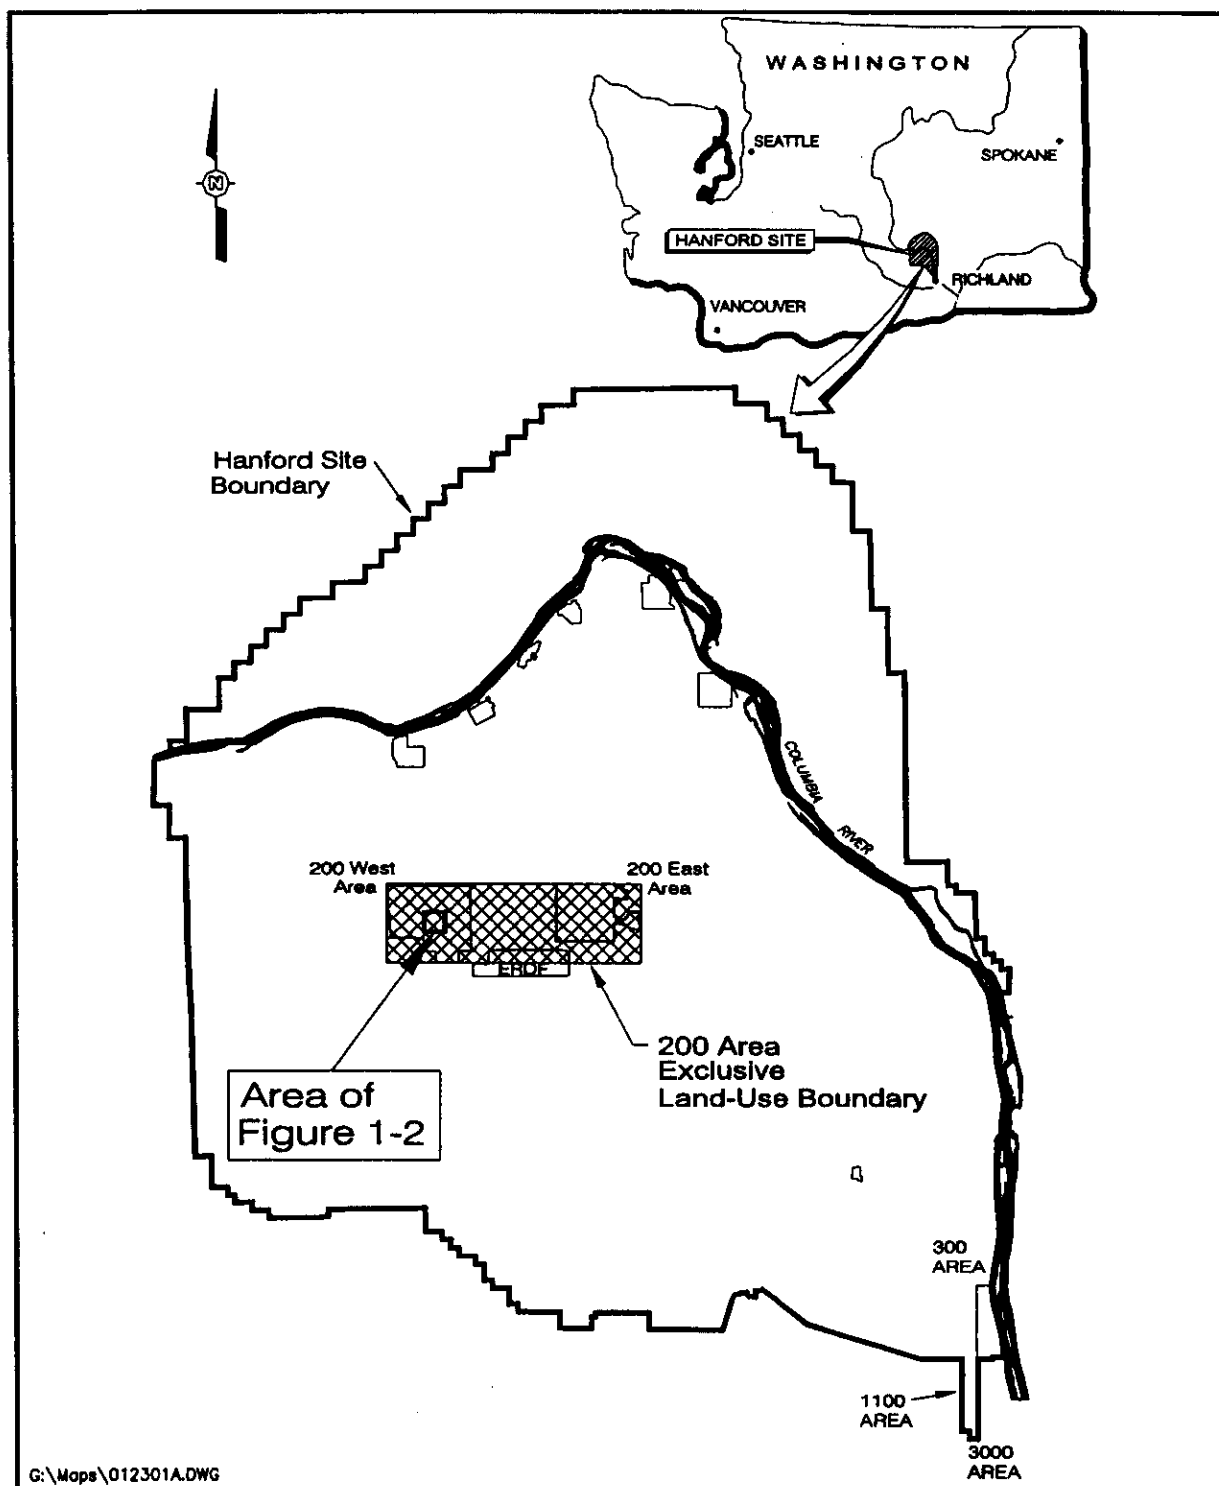 WASHINGTON
SEATTLE
SPOKANE
N
HANFORD SITE
RICHLAND
VANCOUVER
Hanford Site
Boundary
COLUMBIA
RIVER
200 West
Area
200 East
Area
ERDF
200 Area
Exclusive
Land-Use Boundary
Area of
Figure 1-2
300
AREA
1100
AREA
3000
AREA
G:\Maps\012301A.DWG